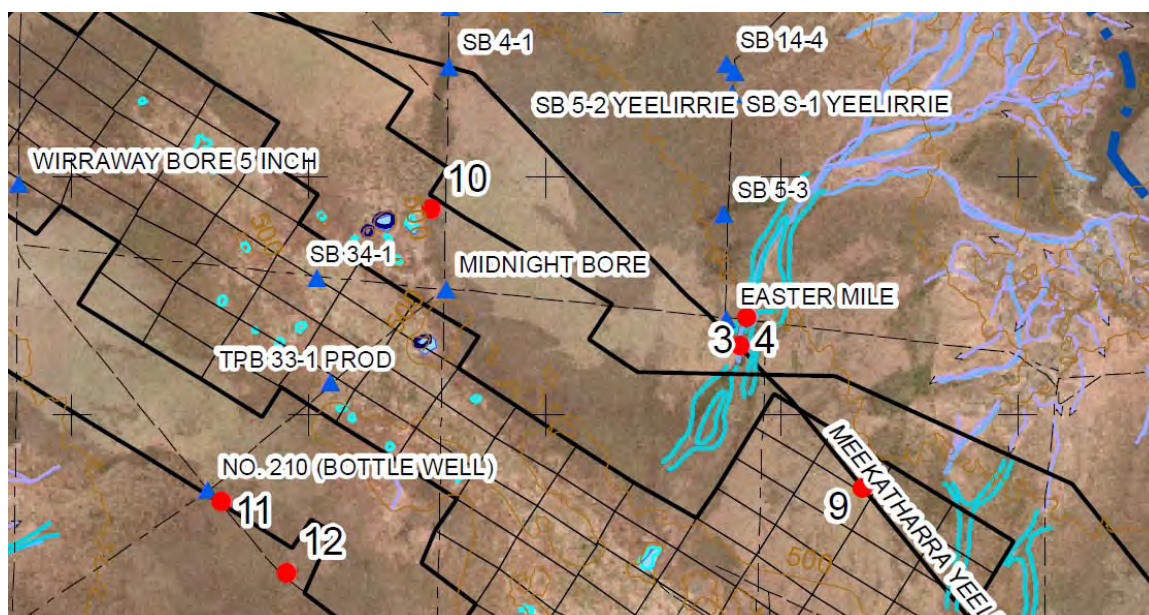 SB 4-1
SB 14-4
SB 5-2 YEELIRRIE
SB S-1 YEELIRRIE
WIRRAWAY BORE 5 INCH
10
SB 5-3
500
SB 34-1
MIDNIGHT BORE
EASTER MILE
3
4
TPB 33-1 PROD
MEEKATHARRA YEEL
NO. 210 (BOTTLE WELL)
11
9
12
500